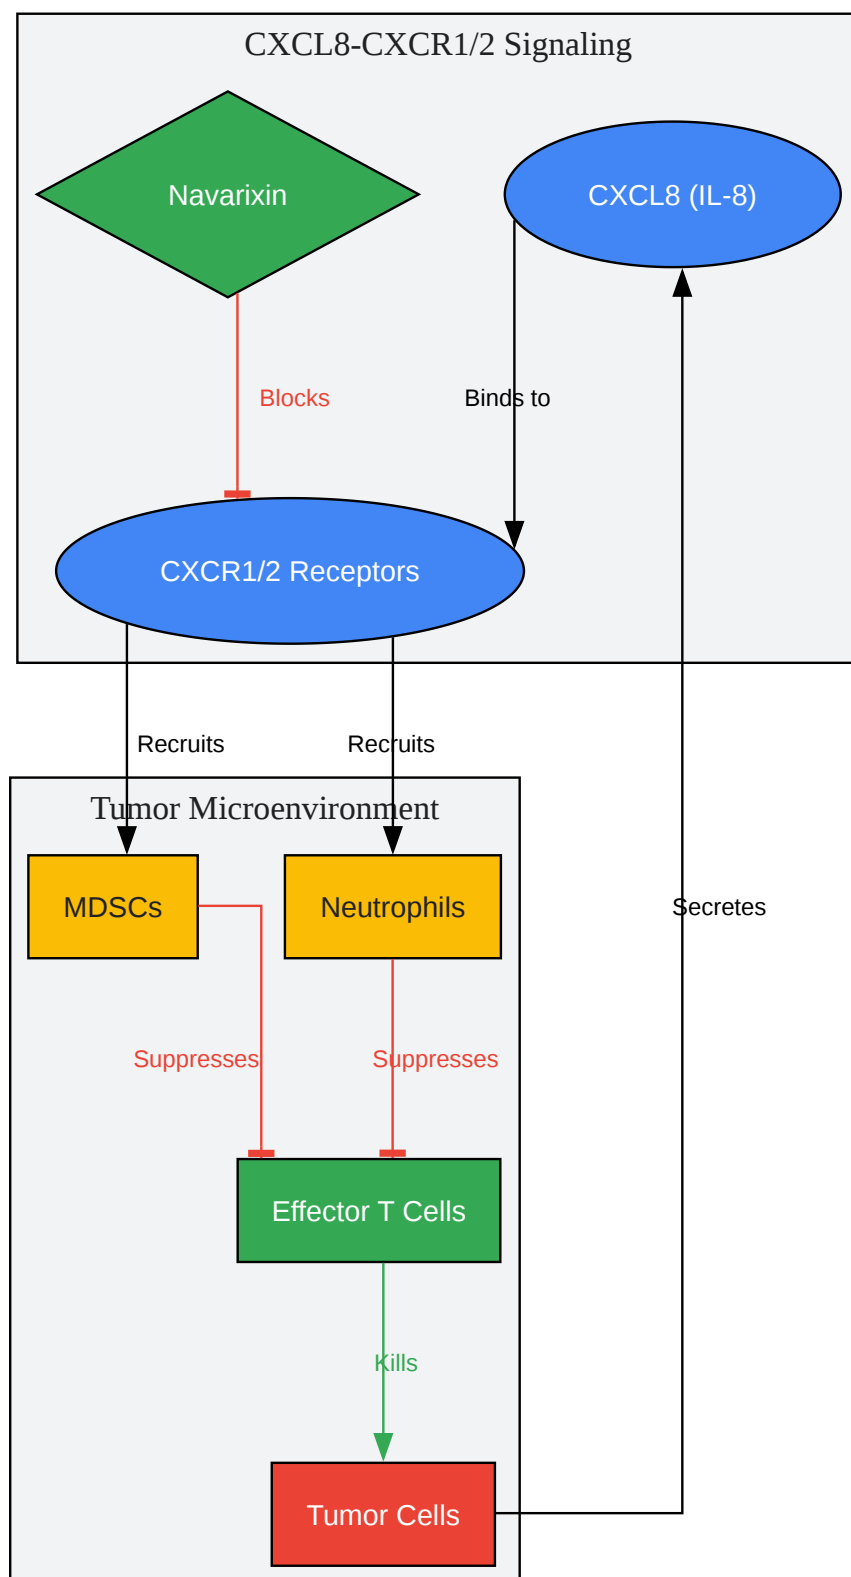 CXCL8-CXCR1/2 Signaling
Navarixin
CXCL8 (IL-8)
Blocks
Binds to
CXCR1/2 Receptors
Recruits
Recruits
Tumor Microenvironment
MDSCs
Neutrophils
Secretes
Suppresses
Suppresses
Effector T Cells
Kills
Tumor Cells